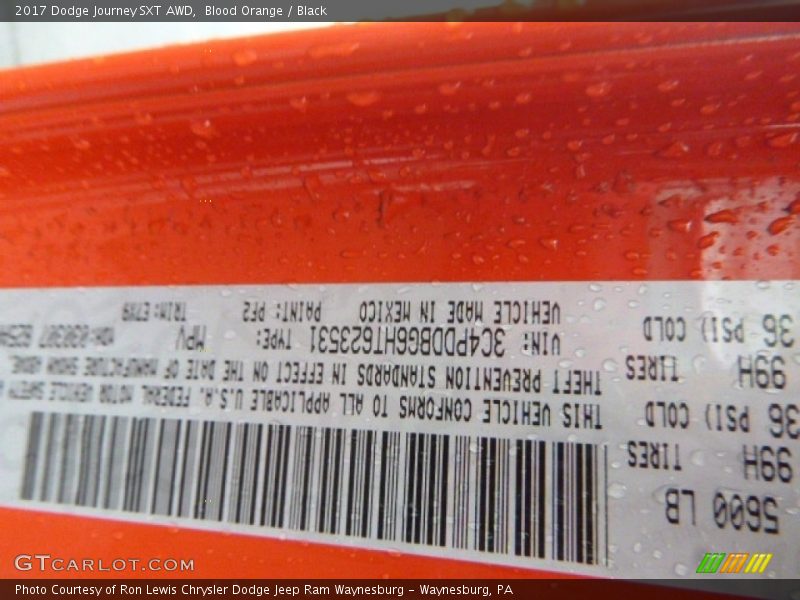 2017 Dodge Journey SXT AWD, Blood Orange / Black
5600 LB
99H TIRES
36 PSI) COLD
99H TIRES
36 PSI) COLD
THIS VEHICLE CONFORMS TO ALL APPLICABLE U.S.A. FEDERAL MOTOR VEHICLE SAFETY
THEFT PREVENTION STANDARDS IN EFFECT ON THE DATE OF MANUFACTURE SHOWN ABOVE.
VIN: 3C4PDDBG6HT623531 TYPE: MPV
VEHICLE MADE IN MEXICO PAINT: PF2 TRIM: E7X9
GTCARLOT.COM
Photo Courtesy of Ron Lewis Chrysler Dodge Jeep Ram Waynesburg – Waynesburg, PA